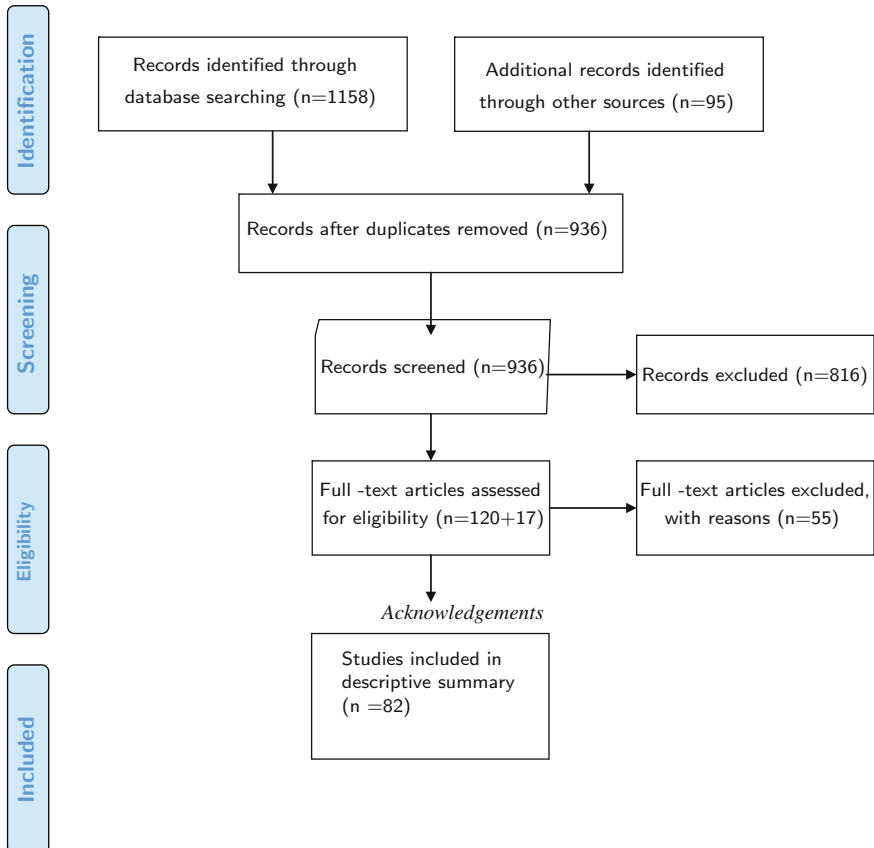 Identification
Records identified through
database searching (n=1158)
Additional records identified
through other sources (n=95)
Records after duplicates removed (n=936)
Screening
Records screened (n=936)
Records excluded (n=816)
Eligibility
Full -text articles assessed
for eligibility (n=120+17)
Full -text articles excluded,
with reasons (n=55)
Acknowledgements
Included
Studies included in
descriptive summary
(n =82)